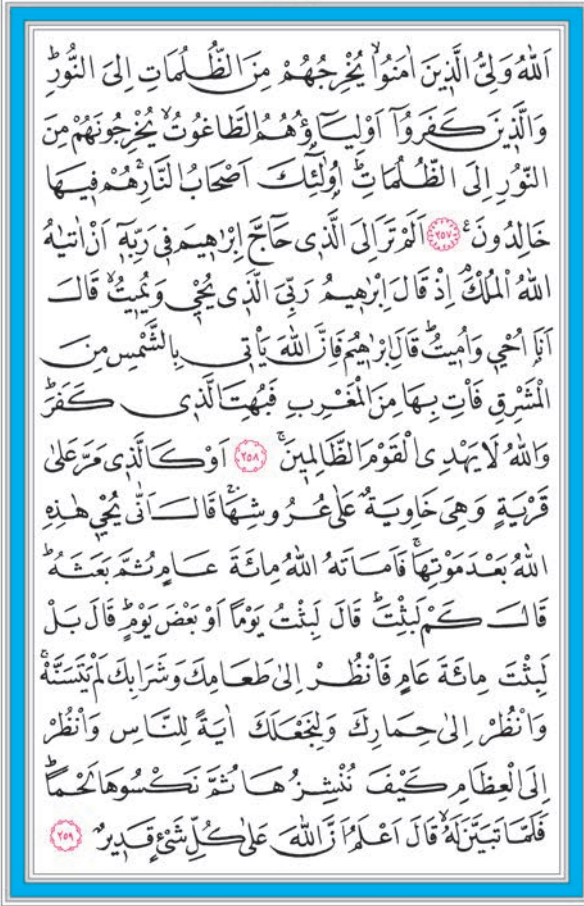 اَللّٰهُ وَلِيُّ الَّذِينَ اٰمَنُوا يُخْرِجُهُمْ مِنَ الظُّلُمَاتِ اِلَى النُّورِ
وَالَّذِينَ كَفَرُوا اَوْلِيَاؤُهُمُ الطَّاغُوتُ يُخْرِجُونَهُمْ مِنَ
النُّورِ اِلَى الظُّلُمَاتِ اُولٰئِكَ اَصْحَابُ النَّارِ هُمْ فِيهَا
خَالِدُونَ ﴿٢٥٧﴾ اَلَمْ تَرَ اِلَى الَّذِى حَاجَّ اِبْرٰهِيمَ فِى رَبِّهِ اَنْ اٰتٰيهُ
اللّٰهُ الْمُلْكَ اِذْ قَالَ اِبْرٰهِيمُ رَبِّىَ الَّذِى يُحْيِ وَيُمِيتُ قَالَ
اَنَا اُحْيِ وَاُمِيتُ قَالَ اِبْرٰهِيمُ فَاِنَّ اللّٰهَ يَأْتِى بِالشَّمْسِ مِنَ
الْمَشْرِقِ فَأْتِ بِهَا مِنَ الْمَغْرِبِ فَبُهِتَ الَّذِى كَفَرَ
وَاللّٰهُ لَا يَهْدِى الْقَوْمَ الظَّالِمِينَ ﴿٢٥٨﴾ اَوْ كَالَّذِى مَرَّ عَلٰى
قَرْيَةٍ وَهِىَ خَاوِيَةٌ عَلٰى عُرُوشِهَا قَالَ اَنّٰى يُحْيِ هٰذِهِ
اللّٰهُ بَعْدَ مَوْتِهَا فَاَمَاتَهُ اللّٰهُ مِائَةَ عَامٍ ثُمَّ بَعَثَهُ
قَالَ كَمْ لَبِثْتَ قَالَ لَبِثْتُ يَوْمًا اَوْ بَعْضَ يَوْمٍ قَالَ بَلْ
لَبِثْتَ مِائَةَ عَامٍ فَانْظُرْ اِلٰى طَعَامِكَ وَشَرَابِكَ لَمْ يَتَسَنَّهْ
وَانْظُرْ اِلٰى حِمَارِكَ وَلِنَجْعَلَكَ اٰيَةً لِلنَّاسِ وَانْظُرْ
اِلَى الْعِظَامِ كَيْفَ نُنْشِزُهَا ثُمَّ نَكْسُوهَا لَحْمًا
فَلَمَّا تَبَيَّنَ لَهُ قَالَ اَعْلَمُ اَنَّ اللّٰهَ عَلٰى كُلِّ شَىْءٍ قَدِيرٌ ﴿٢٥٩﴾